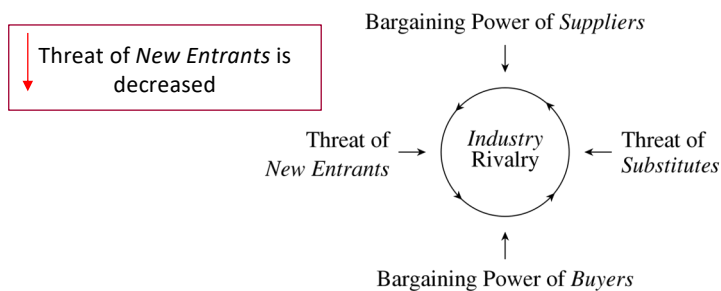 Bargaining Power of Suppliers
Threat of New Entrants is
decreased
Threat of
New Entrants
Industry
Rivalry
Threat of
Substitutes
Bargaining Power of Buyers